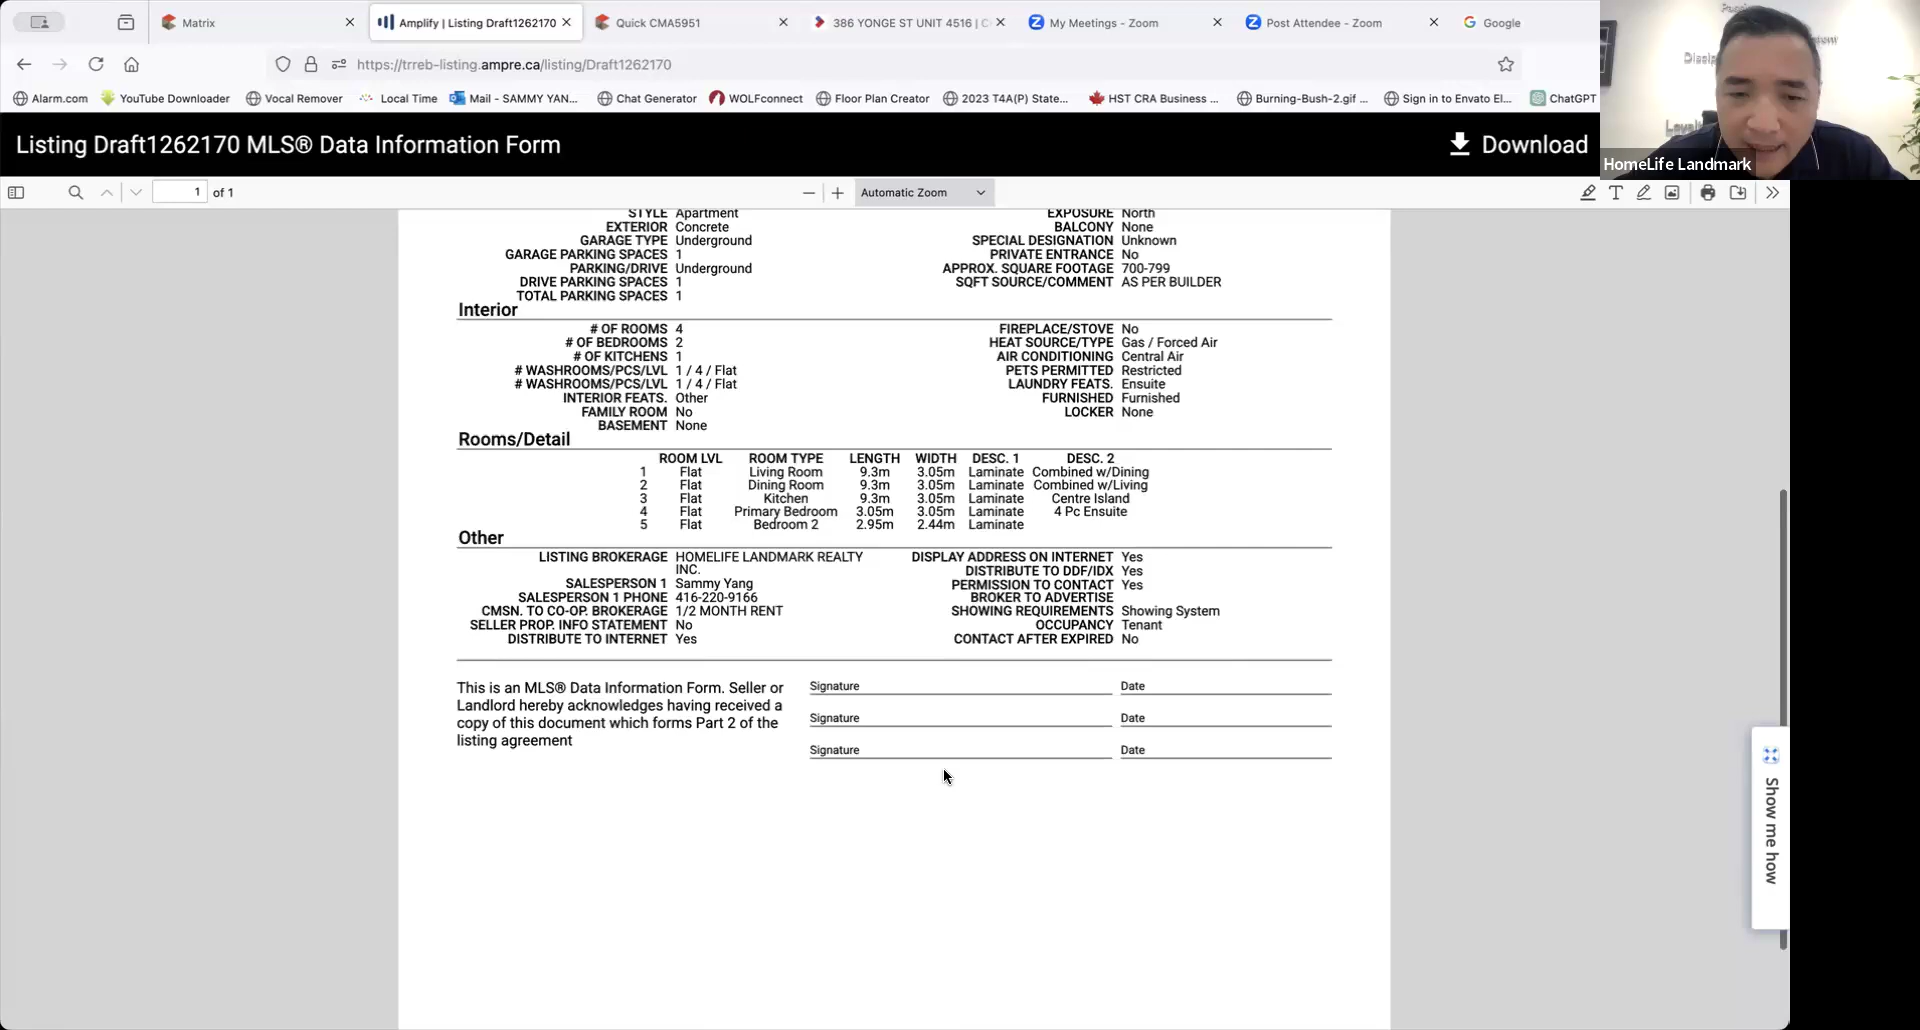 Matrix
Amplify | Listing Draft1262170
Quick CMA5951
386 YONGE ST UNIT 4516 | C
My Meetings - Zoom
Post Attendee - Zoom
Google
https://trreb-listing.ampre.ca/listing/Draft1262170
Alarm.com
YouTube Downloader
Vocal Remover
Local Time
Mail - SAMMY YAN...
Chat Generator
WOLFconnect
Floor Plan Creator
2023 T4A(P) State...
HST CRA Business ...
Burning-Bush-2.gif ...
Sign in to Envato El...
ChatGPT
HomeLife Landmark
Listing Draft1262170 MLS® Data Information Form
Download
1 of 1
Automatic Zoom
STYLE Apartment
EXTERIOR Concrete
GARAGE TYPE Underground
GARAGE PARKING SPACES 1
PARKING/DRIVE Underground
DRIVE PARKING SPACES 1
TOTAL PARKING SPACES 1
EXPOSURE North
BALCONY None
SPECIAL DESIGNATION Unknown
PRIVATE ENTRANCE No
APPROX. SQUARE FOOTAGE 700-799
SQFT SOURCE/COMMENT AS PER BUILDER
Interior
# OF ROOMS 4
# OF BEDROOMS 2
# OF KITCHENS 1
# WASHROOMS/PCS/LVL 1 / 4 / Flat
# WASHROOMS/PCS/LVL 1 / 4 / Flat
INTERIOR FEATS. Other
FAMILY ROOM No
BASEMENT None
FIREPLACE/STOVE No
HEAT SOURCE/TYPE Gas / Forced Air
AIR CONDITIONING Central Air
PETS PERMITTED Restricted
LAUNDRY FEATS. Ensuite
FURNISHED Furnished
LOCKER None
Rooms/Detail
ROOM LVL ROOM TYPE LENGTH WIDTH DESC. 1 DESC. 2
1 Flat Living Room 9.3m 3.05m Laminate Combined w/Dining
2 Flat Dining Room 9.3m 3.05m Laminate Combined w/Living
3 Flat Kitchen 9.3m 3.05m Laminate Centre Island
4 Flat Primary Bedroom 3.05m 3.05m Laminate 4 Pc Ensuite
5 Flat Bedroom 2 2.95m 2.44m Laminate
Other
LISTING BROKERAGE HOMELIFE LANDMARK REALTY
INC.
SALESPERSON 1 Sammy Yang
SALESPERSON 1 PHONE 416-220-9166
CMSN. TO CO-OP. BROKERAGE 1/2 MONTH RENT
SELLER PROP. INFO STATEMENT No
DISTRIBUTE TO INTERNET Yes
DISPLAY ADDRESS ON INTERNET Yes
DISTRIBUTE TO DDF/IDX Yes
PERMISSION TO CONTACT Yes
BROKER TO ADVERTISE
SHOWING REQUIREMENTS Showing System
OCCUPANCY Tenant
CONTACT AFTER EXPIRED No
This is an MLS® Data Information Form. Seller or
Landlord hereby acknowledges having received a
copy of this document which forms Part 2 of the
listing agreement
Signature Date
Signature Date
Signature Date
Show me how